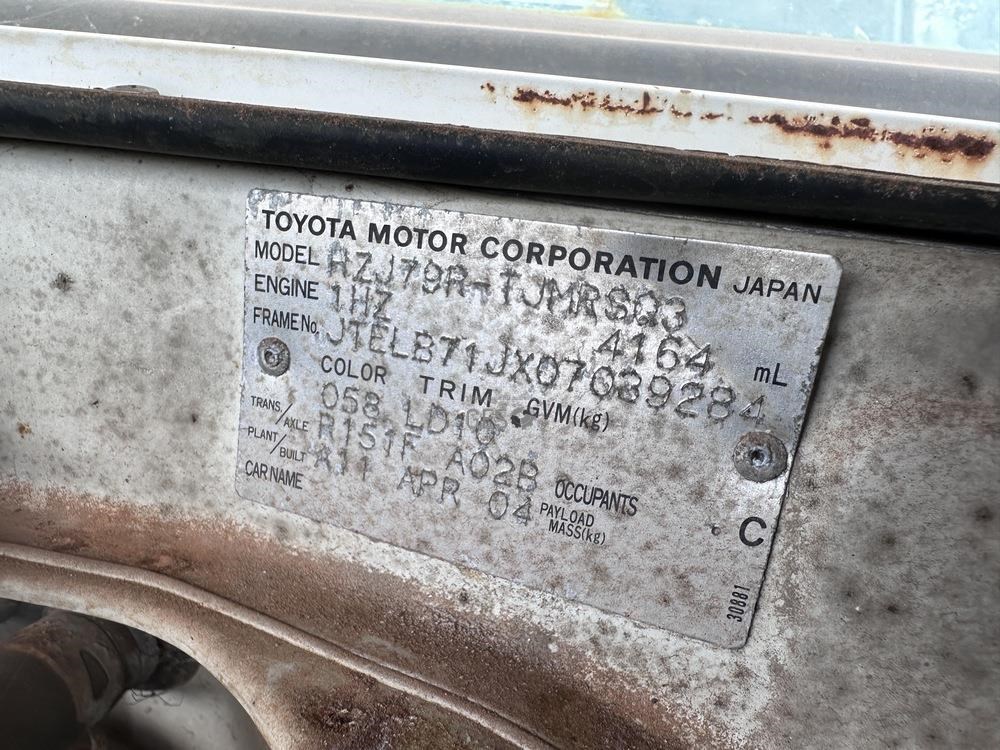 TOYOTA MOTOR CORPORATION JAPAN
MODEL HZJ79R-TJMRSQ3
ENGINE 1HZ 4164 mL
FRAME No. JTELB71JX07039284
COLOR TRIM GVM(kg)
058 LD10
TRANS./AXLE R151F A02B OCCUPANTS
PLANT/BUILT A11 APR 04 PAYLOAD MASS(kg)
CAR NAME
C
30881